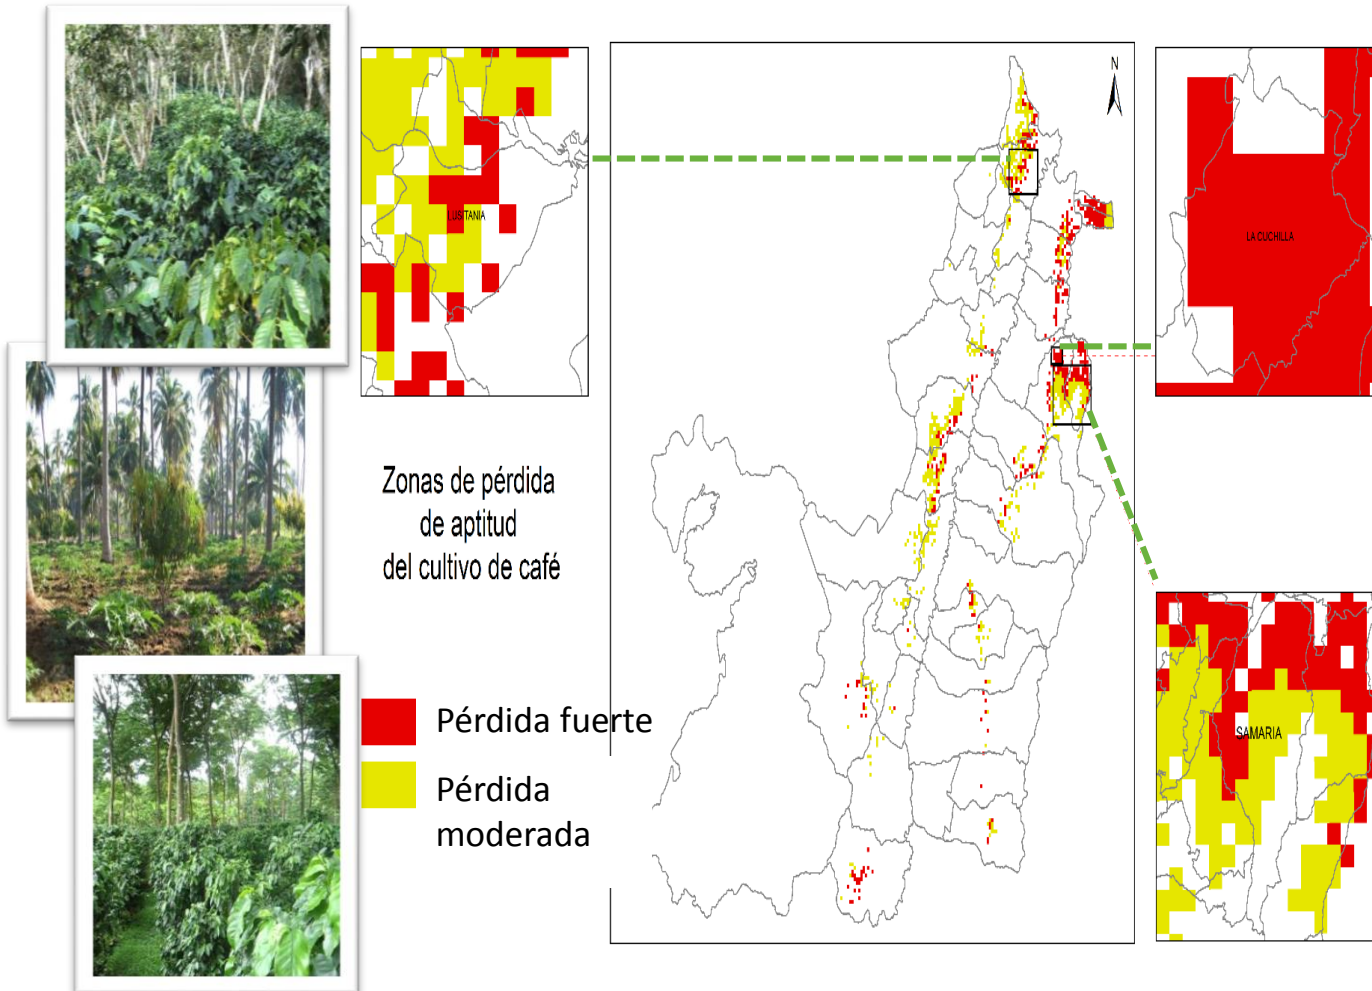 N
LUSITANIA
LA CUCHILLA
Zonas de pérdida
de aptitud
del cultivo de café
Pérdida fuerte
Pérdida
moderada
SAMARIA